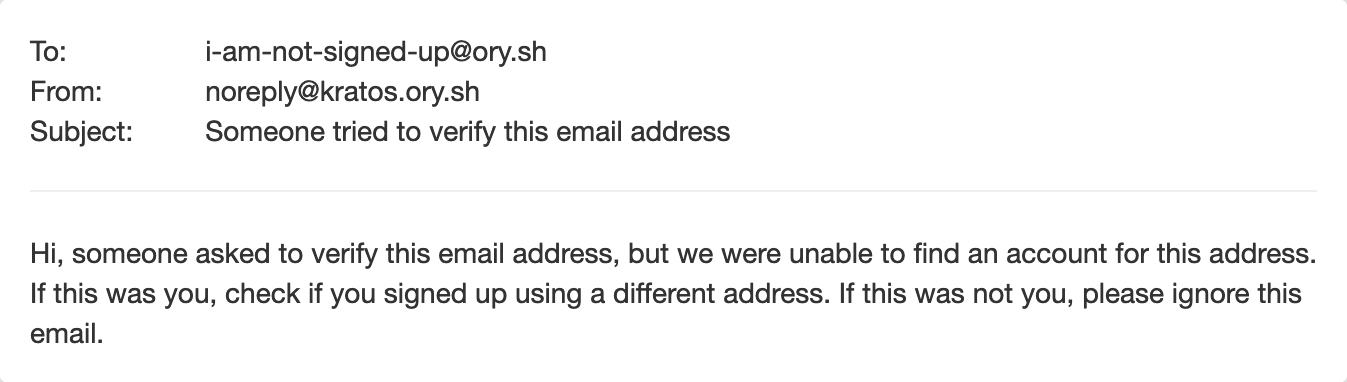 To: i-am-not-signed-up@ory.sh
From: noreply@kratos.ory.sh
Subject: Someone tried to verify this email address
Hi, someone asked to verify this email address, but we were unable to find an account for this address.
If this was you, check if you signed up using a different address. If this was not you, please ignore this
email.